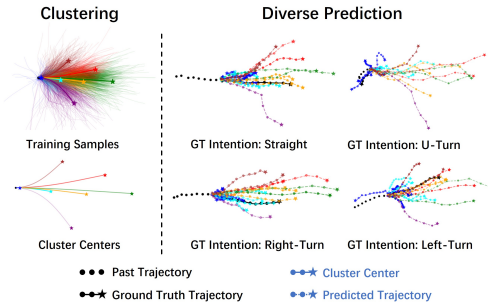 Clustering
Diverse Prediction
Training Samples
GT Intention: Straight
GT Intention: U-Turn
Cluster Centers
GT Intention: Right-Turn
GT Intention: Left-Turn
Past Trajectory
Cluster Center
Ground Truth Trajectory
Predicted Trajectory